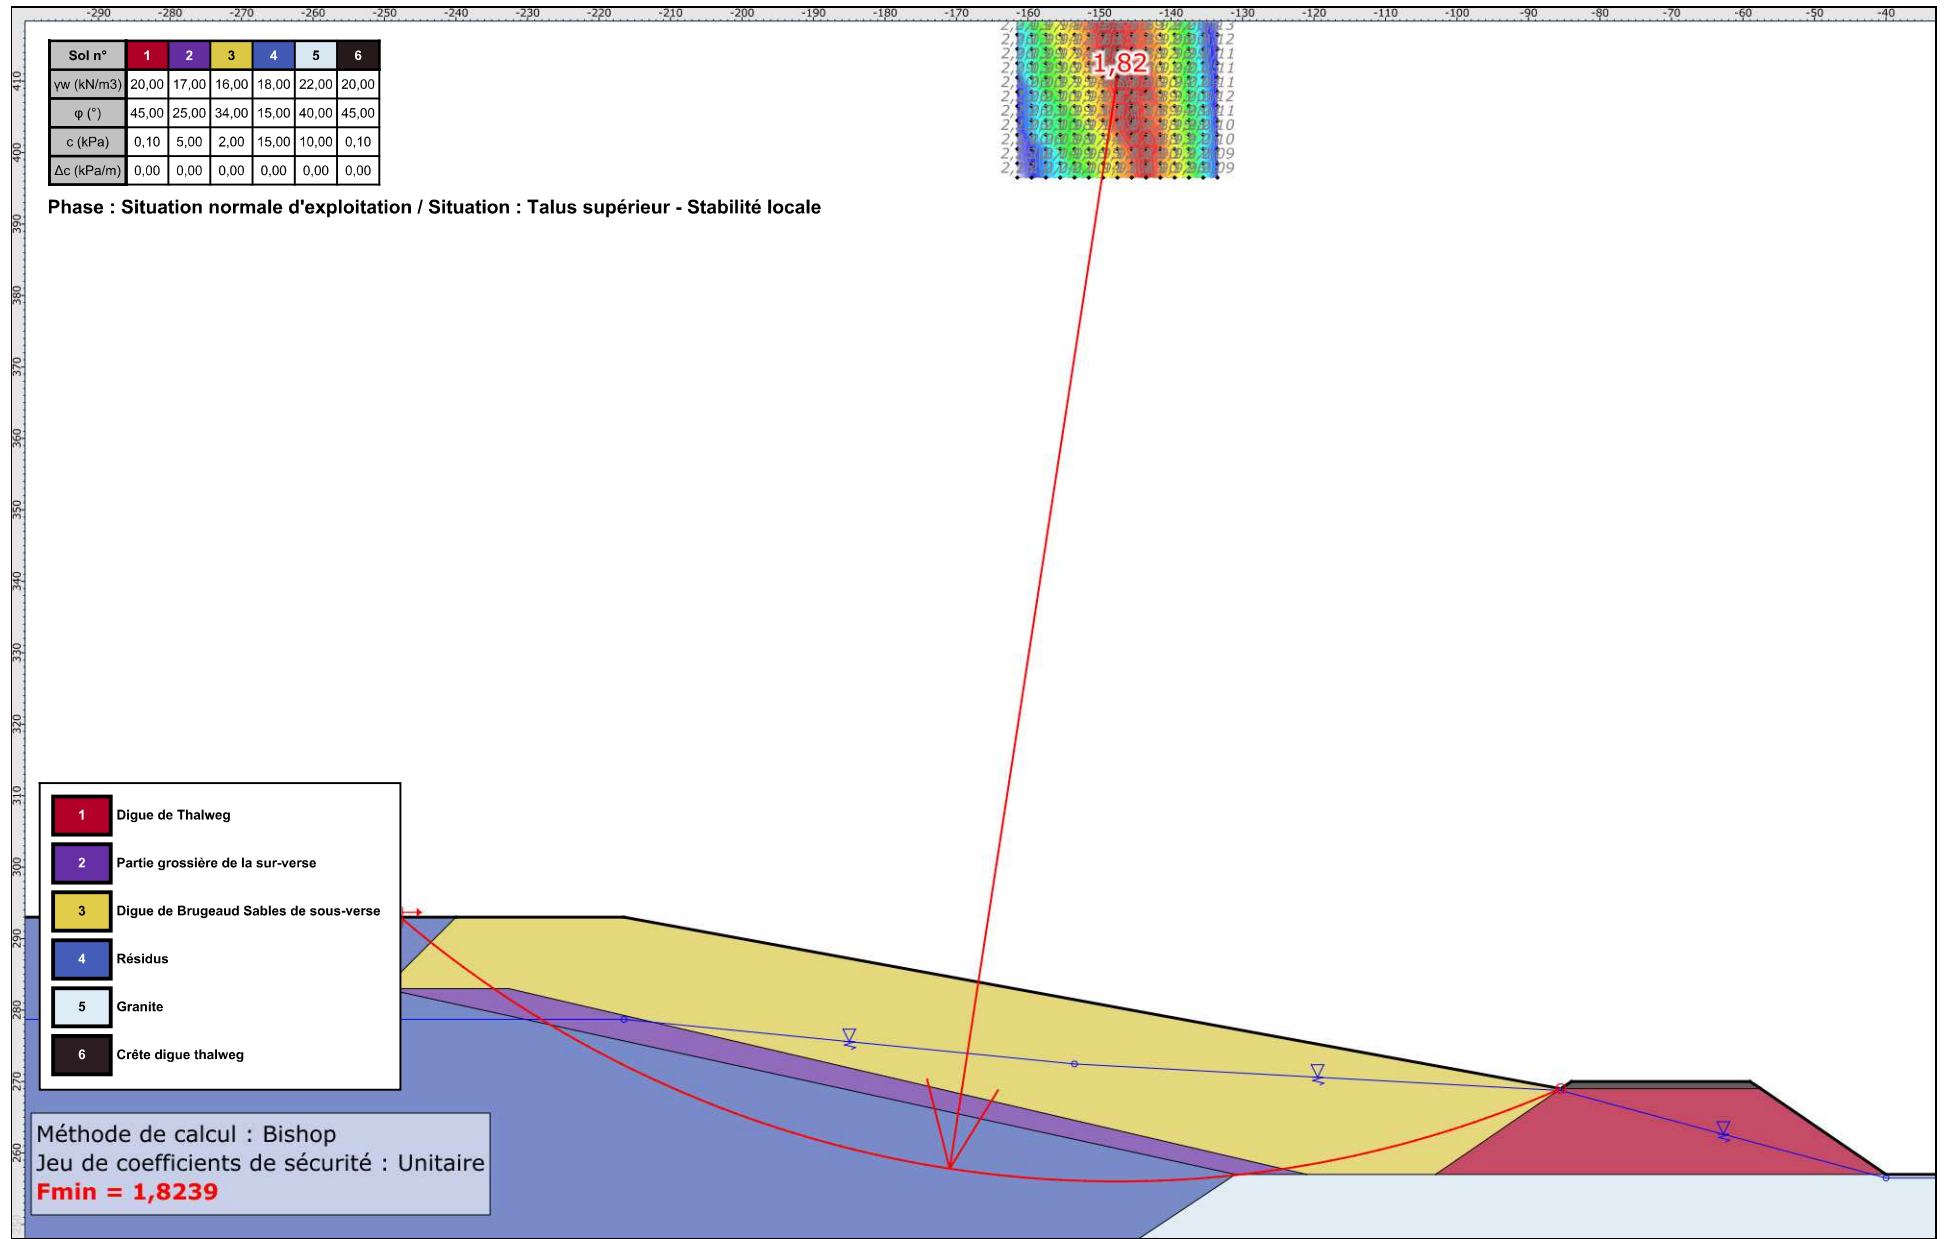 -290 -280 -270 -260 -250 -240 -230 -220 -210 -200 -190 -180 -170 -160 -150 -140 -130 -120 -110 -100 -90 -80 -70 -60 -50 -40
Sol n° 1 2 3 4 5 6
γw (kN/m3) 20,00 17,00 16,00 18,00 22,00 20,00
φ (°) 45,00 25,00 34,00 15,00 40,00 45,00
c (kPa) 0,10 5,00 2,00 15,00 10,00 0,10
Δc (kPa/m) 0,00 0,00 0,00 0,00 0,00 0,00
1,82
Phase : Situation normale d'exploitation / Situation : Talus supérieur - Stabilité locale
410
400
390
380
370
360
350
340
330
320
310
300
290
280
270
260
1 Digue de Thalweg
2 Partie grossière de la sur-verse
3 Digue de Brugeaud Sables de sous-verse
4 Résidus
5 Granite
6 Crête digue thalweg
Méthode de calcul : Bishop
Jeu de coefficients de sécurité : Unitaire
Fmin = 1,8239